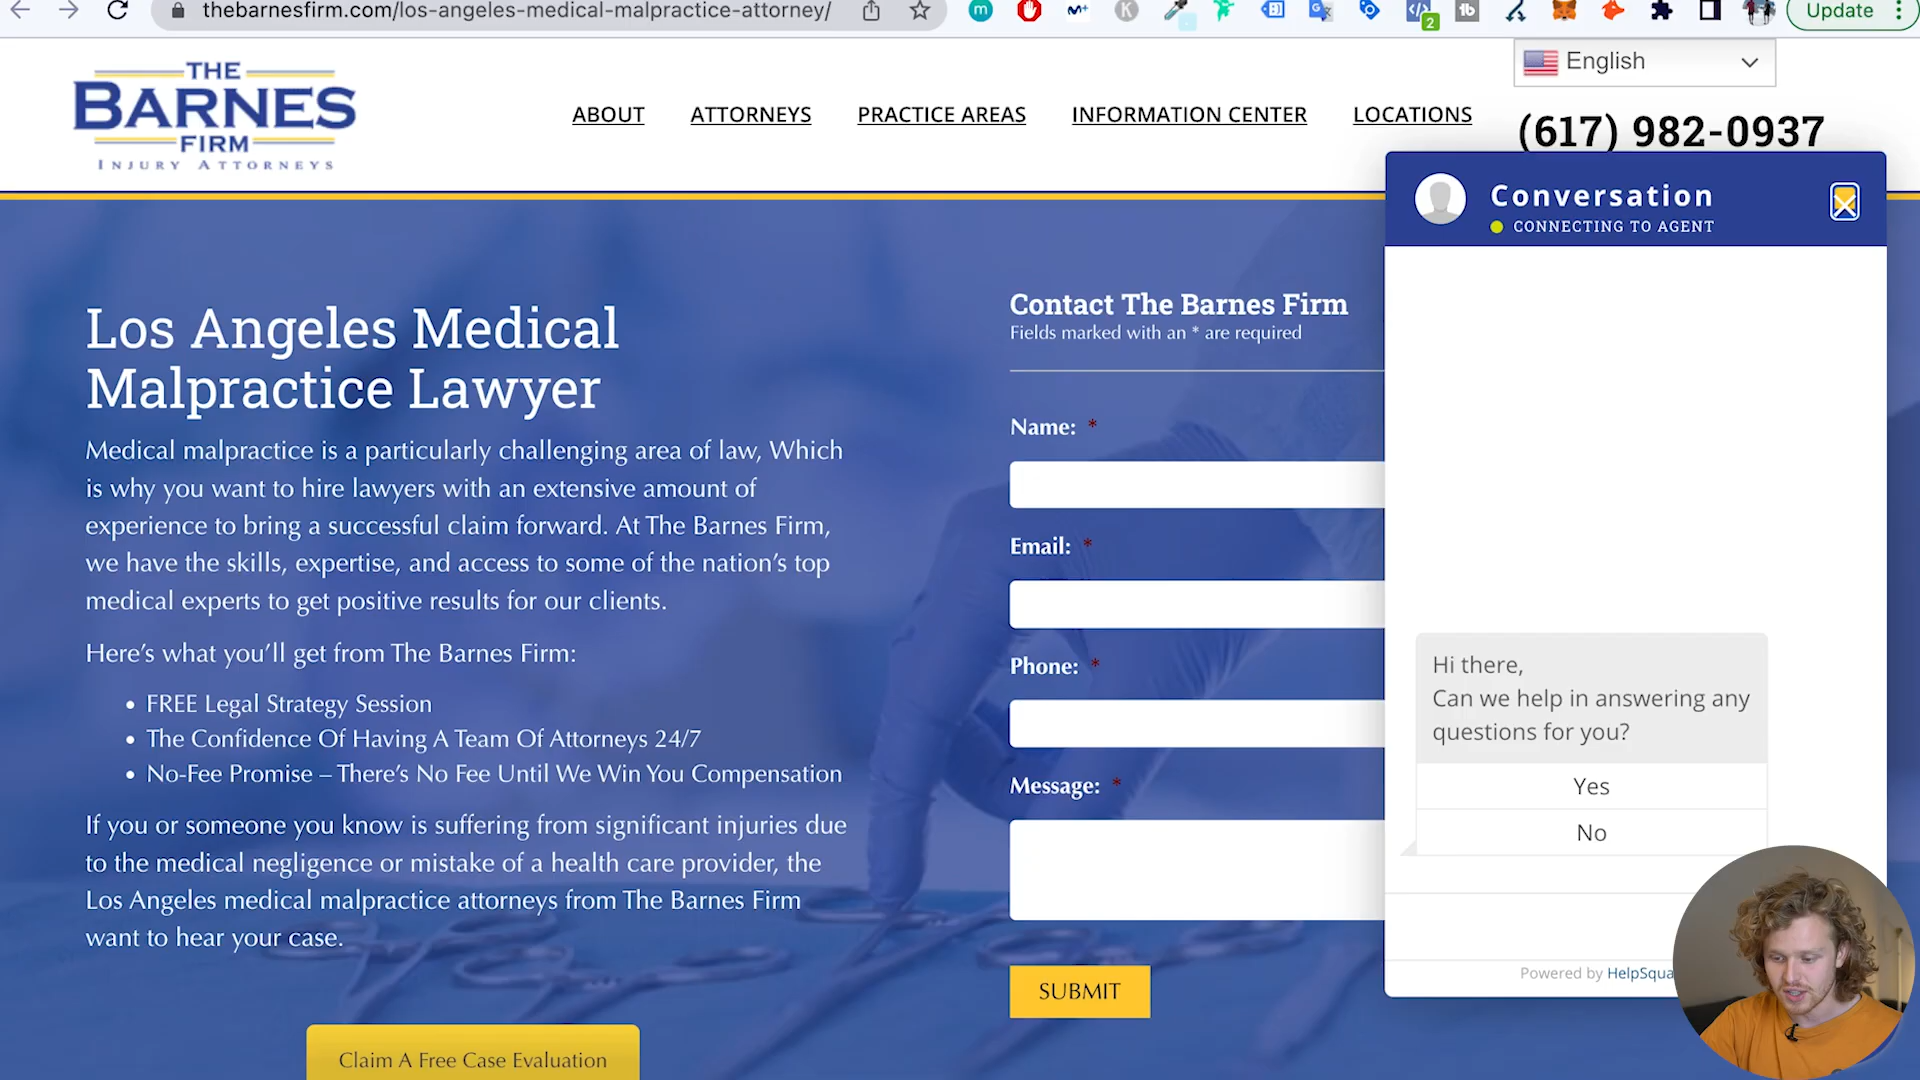 thebarnesfirm.com/los-angeles-medical-malpractice-attorney/
Update
THE
BARNES
FIRM
INJURY ATTORNEYS
ABOUT
ATTORNEYS
PRACTICE AREAS
INFORMATION CENTER
LOCATIONS
English
(617) 982-0937
Conversation
CONNECTING TO AGENT
Los Angeles Medical
Malpractice Lawyer
Medical malpractice is a particularly challenging area of law, Which
is why you want to hire lawyers with an extensive amount of
experience to bring a successful claim forward. At The Barnes Firm,
we have the skills, expertise, and access to some of the nation's top
medical experts to get positive results for our clients.
Here's what you'll get from The Barnes Firm:
• FREE Legal Strategy Session
• The Confidence Of Having A Team Of Attorneys 24/7
• No-Fee Promise – There's No Fee Until We Win You Compensation
If you or someone you know is suffering from significant injuries due
to the medical negligence or mistake of a health care provider, the
Los Angeles medical malpractice attorneys from The Barnes Firm
want to hear your case.
Claim A Free Case Evaluation
Contact The Barnes Firm
Fields marked with an * are required
Name: *
Email: *
Phone: *
Message: *
SUBMIT
Hi there,
Can we help in answering any
questions for you?
Yes
No
Powered by HelpSqua